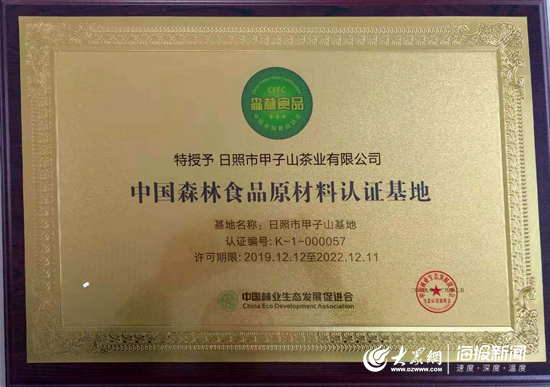 CEFC
森林食品
特授予 日照市甲子山茶业有限公司
中国森林食品原材料认证基地
基地名称：日照市甲子山基地
认证编号：K-1-000057
许可期限：2019.12.12至2022.12.11
中国林业生态发展促进会
China Eco Development Association
大众网
www.dzwww.com
海报新闻
速度·深度·温度